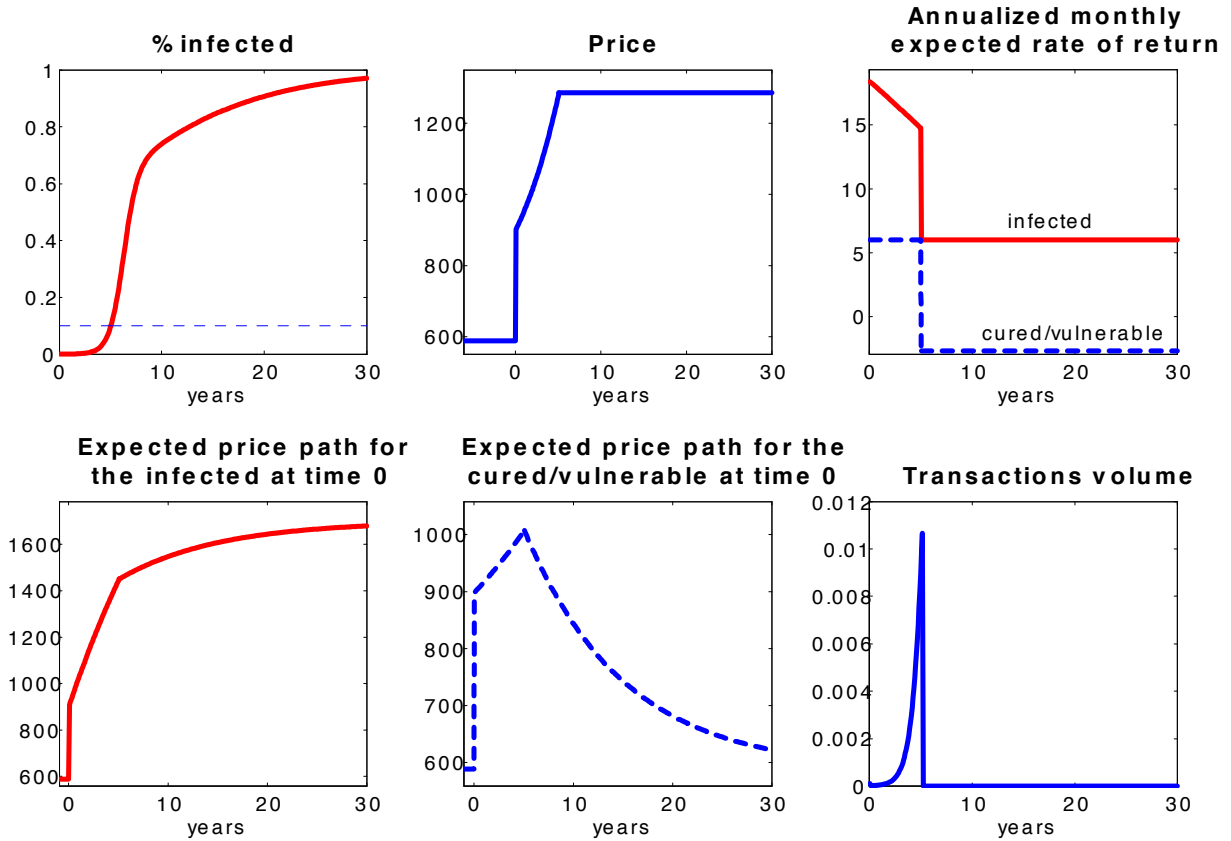 % infected
1
0.8
0.6
0.4
0.2
0
0 10 20 30
years
Price
1200
1000
800
600
0 10 20 30
years
Annualized monthly
expected rate of return
15
10
5
0
infected
cured/vulnerable
0 10 20 30
years
Expected price path for
the infected at time 0
1600
1400
1200
1000
800
600
0 10 20 30
years
Expected price path for the
cured/vulnerable at time 0
1000
900
800
700
600
0 10 20 30
years
Transactions volume
0.012
0.01
0.008
0.006
0.004
0.002
0
0 10 20 30
years